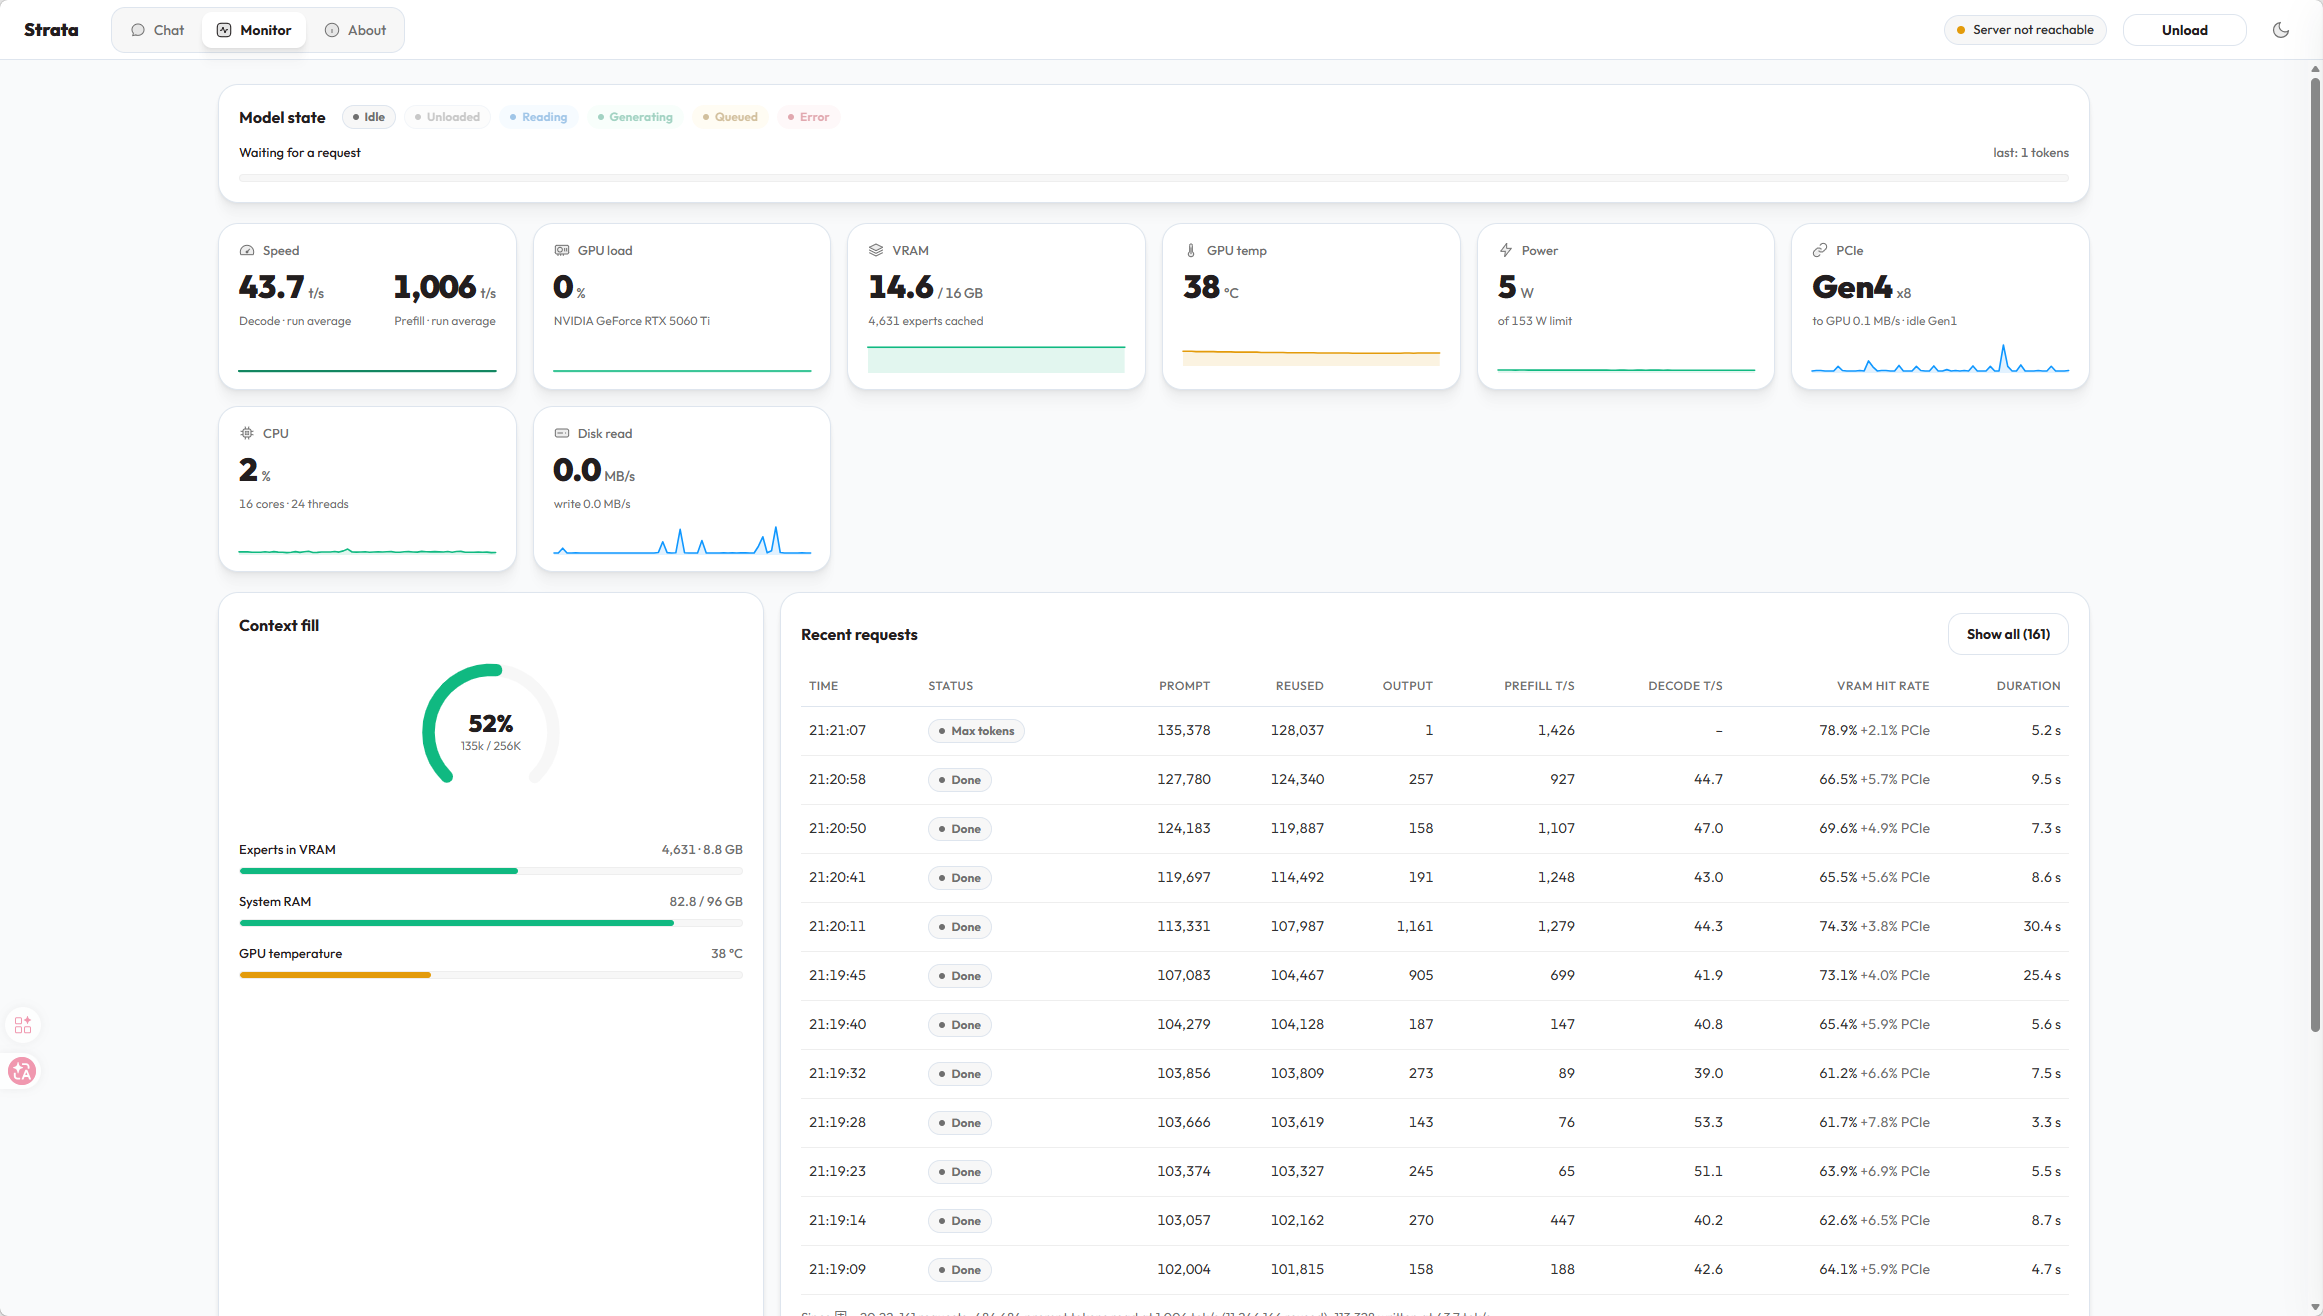 Strata
Chat
Monitor
About
Server not reachable
Unload
Model state
Idle
Unloaded
Reading
Generating
Queued
Error
Waiting for a request
last: 1 tokens
Speed
43.7 t/s
1,006 t/s
Decode · run average
Prefill · run average
GPU load
0 %
NVIDIA GeForce RTX 5060 Ti
VRAM
14.6 / 16 GB
4,631 experts cached
GPU temp
38 °C
Power
5 W
of 153 W limit
PCIe
Gen4 x8
to GPU 0.1 MB/s · idle Gen1
CPU
2 %
16 cores · 24 threads
Disk read
0.0 MB/s
write 0.0 MB/s
Context fill
52%
135k / 256K
Experts in VRAM
4,631 · 8.8 GB
System RAM
82.8 / 96 GB
GPU temperature
38 °C
Recent requests
Show all (161)
TIME STATUS PROMPT REUSED OUTPUT PREFILL T/S DECODE T/S VRAM HIT RATE DURATION
21:21:07 Max tokens 135,378 128,037 1 1,426 – 78.9% +2.1% PCIe 5.2 s
21:20:58 Done 127,780 124,340 257 927 44.7 66.5% +5.7% PCIe 9.5 s
21:20:50 Done 124,183 119,887 158 1,107 47.0 69.6% +4.9% PCIe 7.3 s
21:20:41 Done 119,697 114,492 191 1,248 43.0 65.5% +5.6% PCIe 8.6 s
21:20:11 Done 113,331 107,987 1,161 1,279 44.3 74.3% +3.8% PCIe 30.4 s
21:19:45 Done 107,083 104,467 905 699 41.9 73.1% +4.0% PCIe 25.4 s
21:19:40 Done 104,279 104,128 187 147 40.8 65.4% +5.9% PCIe 5.6 s
21:19:32 Done 103,856 103,809 273 89 39.0 61.2% +6.6% PCIe 7.5 s
21:19:28 Done 103,666 103,619 143 76 53.3 61.7% +7.8% PCIe 3.3 s
21:19:23 Done 103,374 103,327 245 65 51.1 63.9% +6.9% PCIe 5.5 s
21:19:14 Done 103,057 102,162 270 447 40.2 62.6% +6.5% PCIe 8.7 s
21:19:09 Done 102,004 101,815 158 188 42.6 64.1% +5.9% PCIe 4.7 s